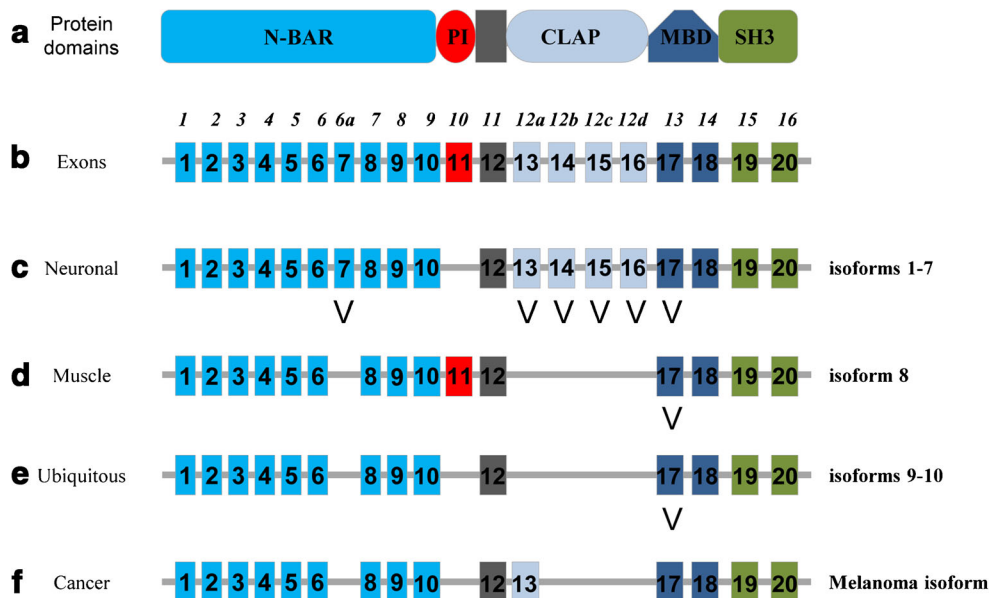 a Protein domains N-BAR PI CLAP MBD SH3
1 2 3 4 5 6 6a 7 8 9 10 11 12a 12b 12c 12d 13 14 15 16
b Exons 1 2 3 4 5 6 7 8 9 10 11 12 13 14 15 16 17 18 19 20
c Neuronal 1 2 3 4 5 6 7 8 9 10 12 13 14 15 16 17 18 19 20 isoforms 1-7
V V V V V V
d Muscle 1 2 3 4 5 6 8 9 10 11 12 17 18 19 20 isoform 8
V
e Ubiquitous 1 2 3 4 5 6 8 9 10 12 17 18 19 20 isoforms 9-10
V
f Cancer 1 2 3 4 5 6 8 9 10 12 13 17 18 19 20 Melanoma isoform